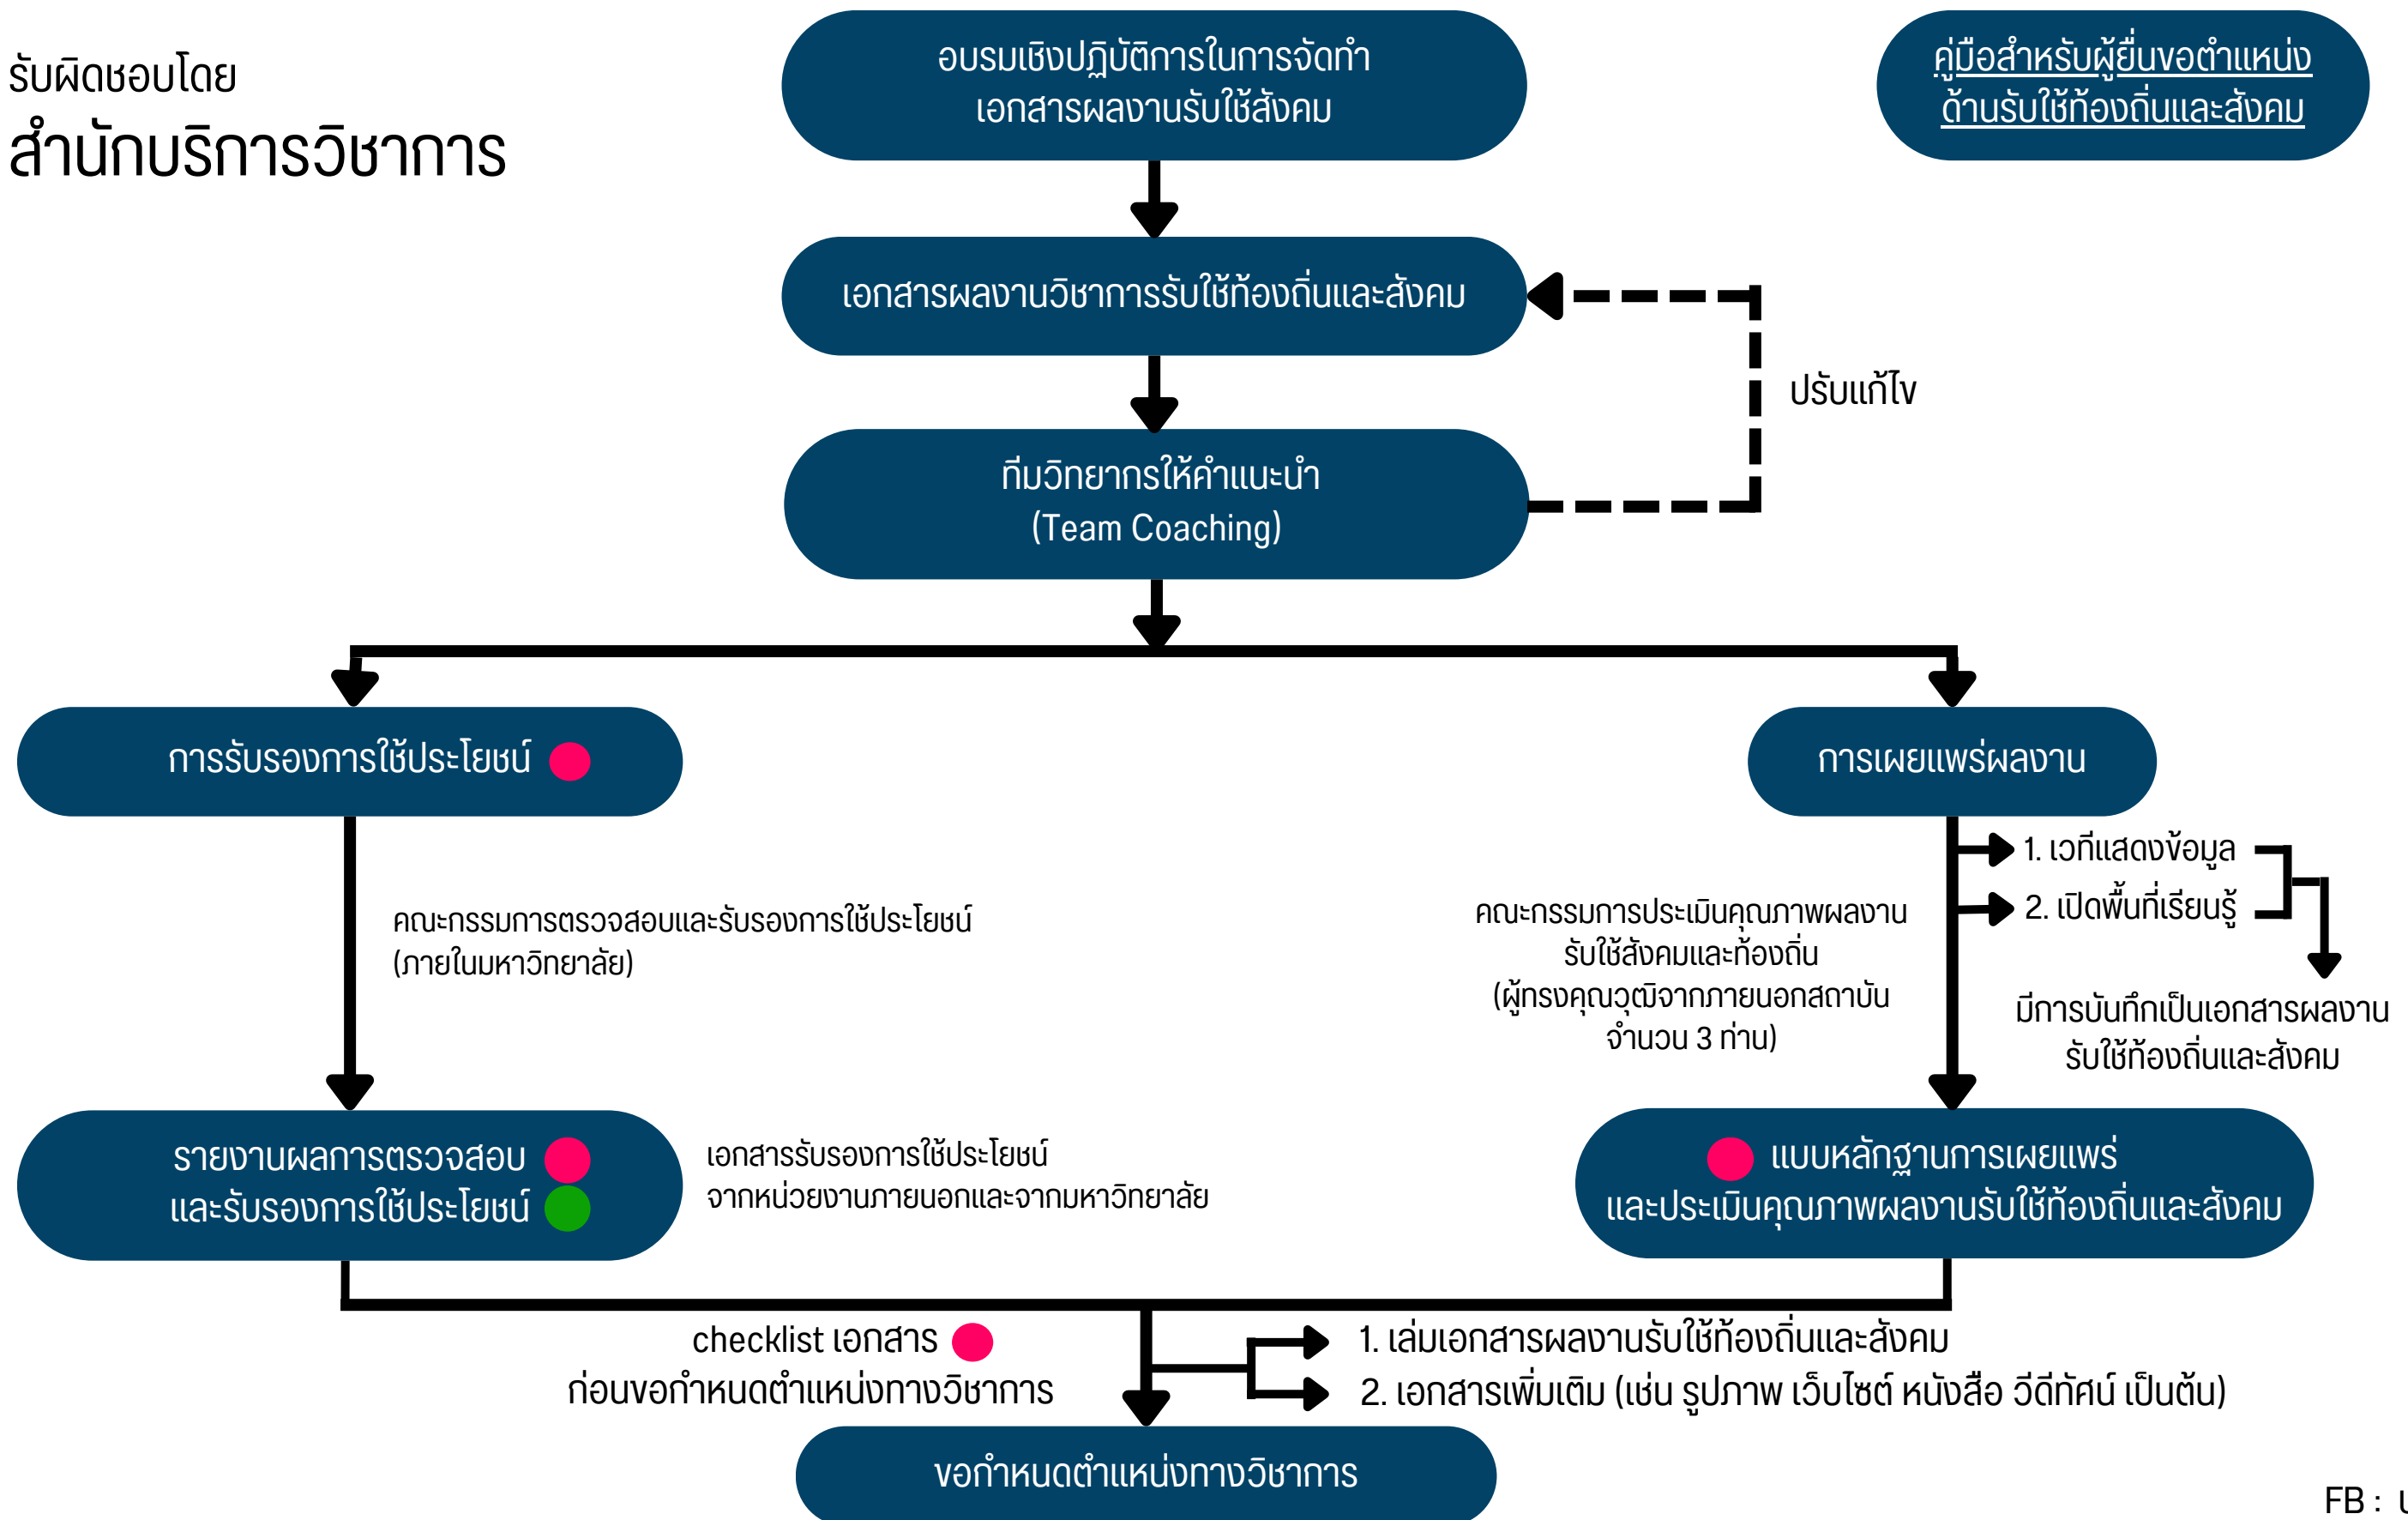 รับผิดชอบโดย
สำนักบริการวิชาการ
อบรมเชิงปฏิบัติการในการจัดทำ
เอกสารผลงานรับใช้สังคม
คู่มือสำหรับผู้ยื่นขอตำแหน่ง
ด้านรับใช้ท้องถิ่นและสังคม
เอกสารผลงานวิชาการรับใช้ท้องถิ่นและสังคม
ปรับแก้ไข
ทีมวิทยากรให้คำแนะนำ
(Team Coaching)
การรับรองการใช้ประโยชน์
การเผยแพร่ผลงาน
1. เวทีแสดงข้อมูล
2. เปิดพื้นที่เรียนรู้
คณะกรรมการตรวจสอบและรับรองการใช้ประโยชน์
(ภายในมหาวิทยาลัย)
คณะกรรมการประเมินคุณภาพผลงาน
รับใช้สังคมและท้องถิ่น
(ผู้ทรงคุณวุฒิจากภายนอกสถาบัน
จำนวน 3 ท่าน)
มีการบันทึกเป็นเอกสารผลงาน
รับใช้ท้องถิ่นและสังคม
รายงานผลการตรวจสอบ
และรับรองการใช้ประโยชน์
เอกสารรับรองการใช้ประโยชน์
จากหน่วยงานภายนอกและจากมหาวิทยาลัย
แบบหลักฐานการเผยแพร่
และประเมินคุณภาพผลงานรับใช้ท้องถิ่นและสังคม
checklist เอกสาร
ก่อนขอกำหนดตำแหน่งทางวิชาการ
1. เล่มเอกสารผลงานรับใช้ท้องถิ่นและสังคม
2. เอกสารเพิ่มเติม (เช่น รูปภาพ เว็บไซต์ หนังสือ วีดีทัศน์ เป็นต้น)
ขอกำหนดตำแหน่งทางวิชาการ
FB :